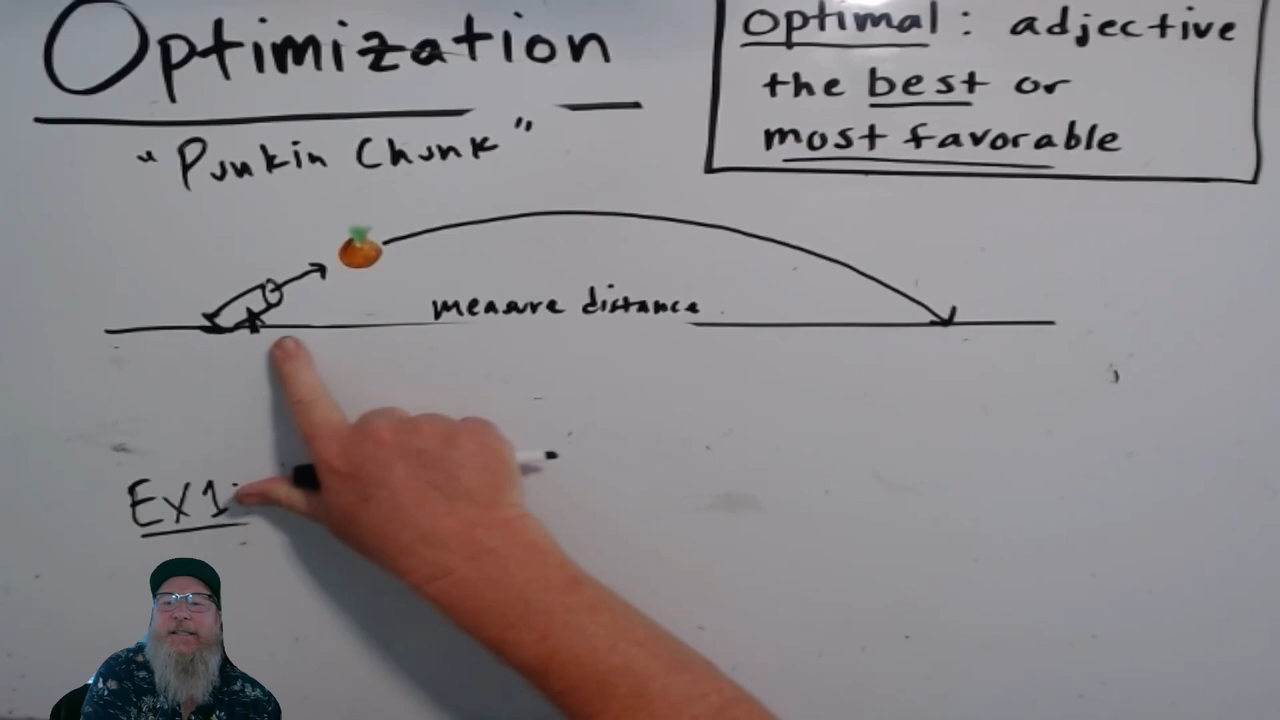 Optimization
"Punkin Chunk"
Optimal: adjective
the best or
most favorable
measure distance
EX1: